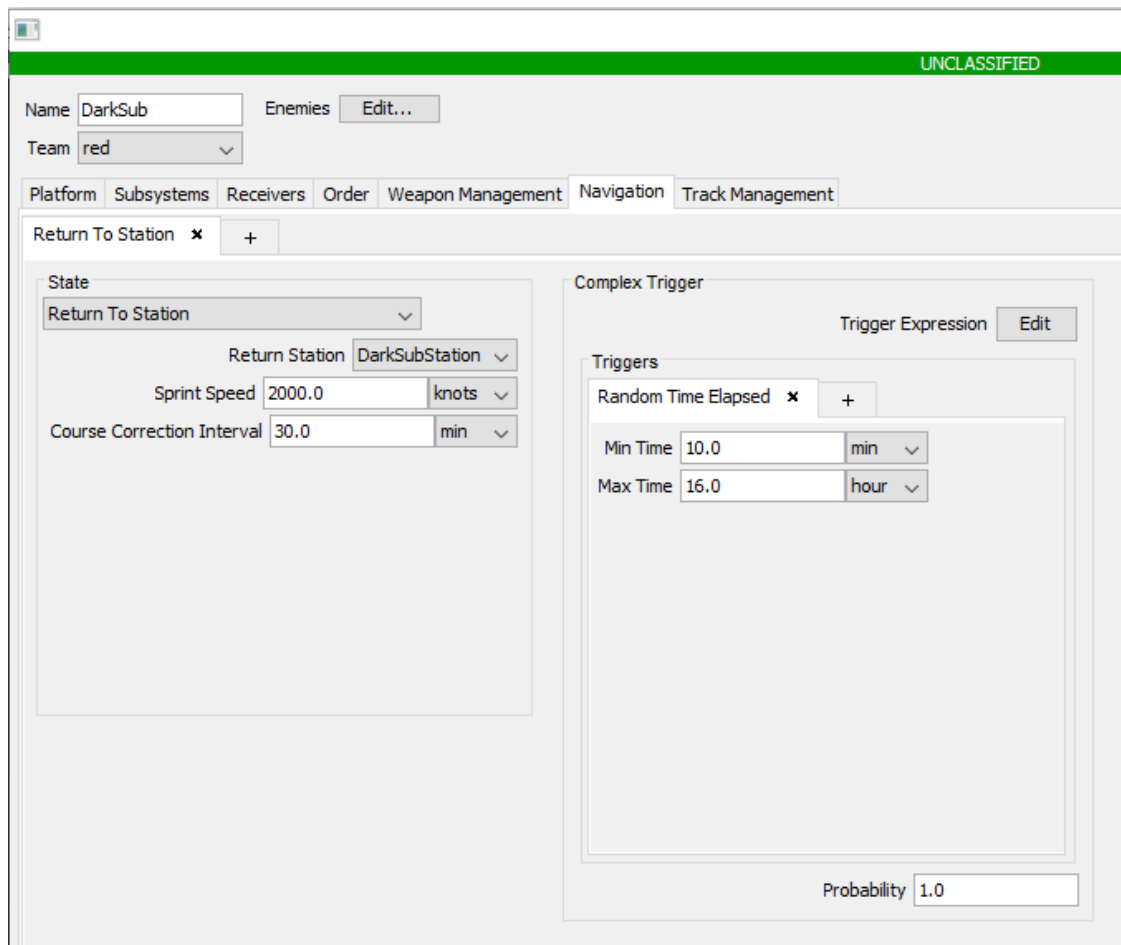 UNCLASSIFIED
Name DarkSub Enemies Edit...
Team red
Platform Subsystems Receivers Order Weapon Management Navigation Track Management
Return To Station × +
State
Return To Station
Return Station DarkSubStation
Sprint Speed 2000.0 knots
Course Correction Interval 30.0 min
Complex Trigger
Trigger Expression Edit
Triggers
Random Time Elapsed × +
Min Time 10.0 min
Max Time 16.0 hour
Probability 1.0